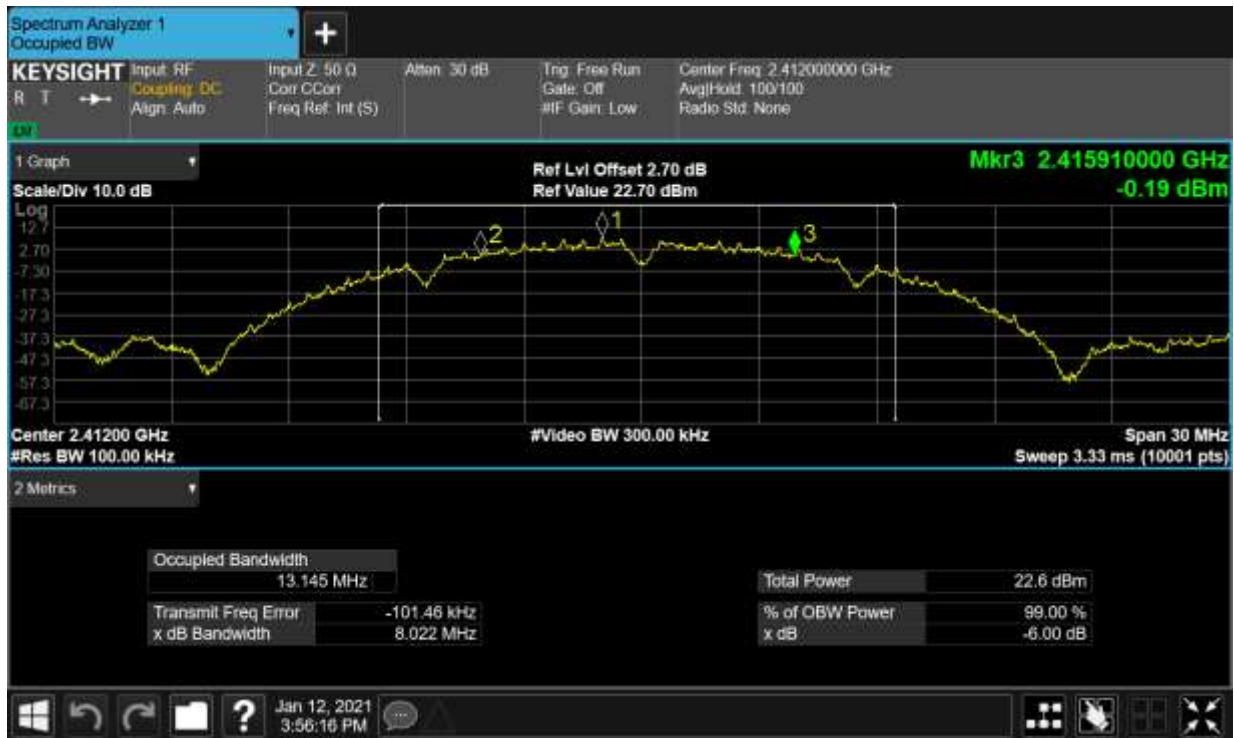 Spectrum Analyzer 1
Occupied BW
+
KEYSIGHT
R T
Input: RF
Coupling: DC
Align: Auto
Input Z: 50 Ω
Corr CCorr
Freq Ref: Int (S)
Atten: 30 dB
Trig: Free Run
Gate: Off
#IF Gain: Low
Center Freq: 2.412000000 GHz
Avg|Hold: 100/100
Radio Std: None
1 Graph
Scale/Div 10.0 dB
Ref Lvl Offset 2.70 dB
Ref Value 22.70 dBm
Mkr3 2.415910000 GHz
-0.19 dBm
Log
12.7
2.70
-7.30
-17.3
-27.3
-37.3
-47.3
-57.3
-67.3
2
1
3
Center 2.41200 GHz
#Res BW 100.00 kHz
#Video BW 300.00 kHz
Span 30 MHz
Sweep 3.33 ms (10001 pts)
2 Metrics
Occupied Bandwidth
13.145 MHz
Transmit Freq Error -101.46 kHz
x dB Bandwidth 8.022 MHz
Total Power 22.6 dBm
% of OBW Power 99.00 %
x dB -6.00 dB
?
Jan 12, 2021
3:56:16 PM